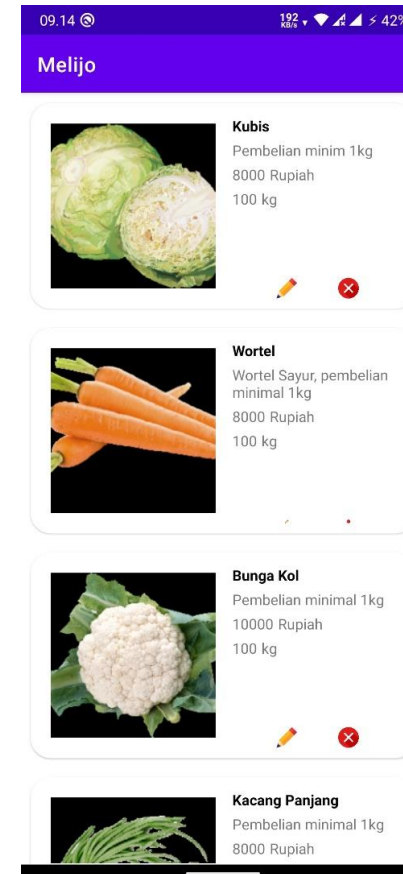 09.14
192
KB/s
42%
Melijo
Kubis
Pembelian minim 1kg
8000 Rupiah
100 kg
Wortel
Wortel Sayur, pembelian
minimal 1kg
8000 Rupiah
100 kg
Bunga Kol
Pembelian minimal 1kg
10000 Rupiah
100 kg
Kacang Panjang
Pembelian minimal 1kg
8000 Rupiah